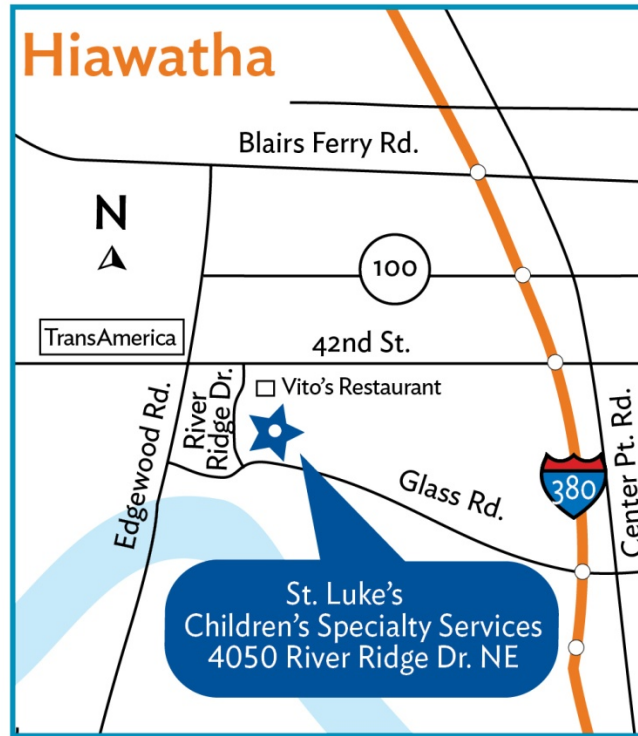 Hiawatha
Blairs Ferry Rd.
N
100
TransAmerica
42nd St.
Edgewood Rd.
River
Ridge Dr.
Vito's Restaurant
Glass Rd.
380
Center Pt. Rd.
St. Luke's
Children's Specialty Services
4050 River Ridge Dr. NE